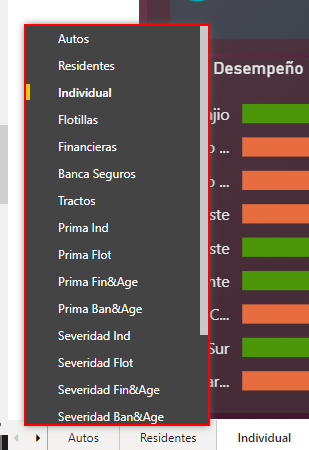 Autos
Residentes
Individual
Flotillas
Financieras
Banca Seguros
Tractos
Prima Ind
Prima Flot
Prima Fin&Age
Prima Ban&Age
Severidad Ind
Severidad Flot
Severidad Fin&Age
Severidad Ban&Age
Desempeño
njio
o ...
o ...
ste
ste
nte
C...
Sur
ar...
Autos Residentes Individual